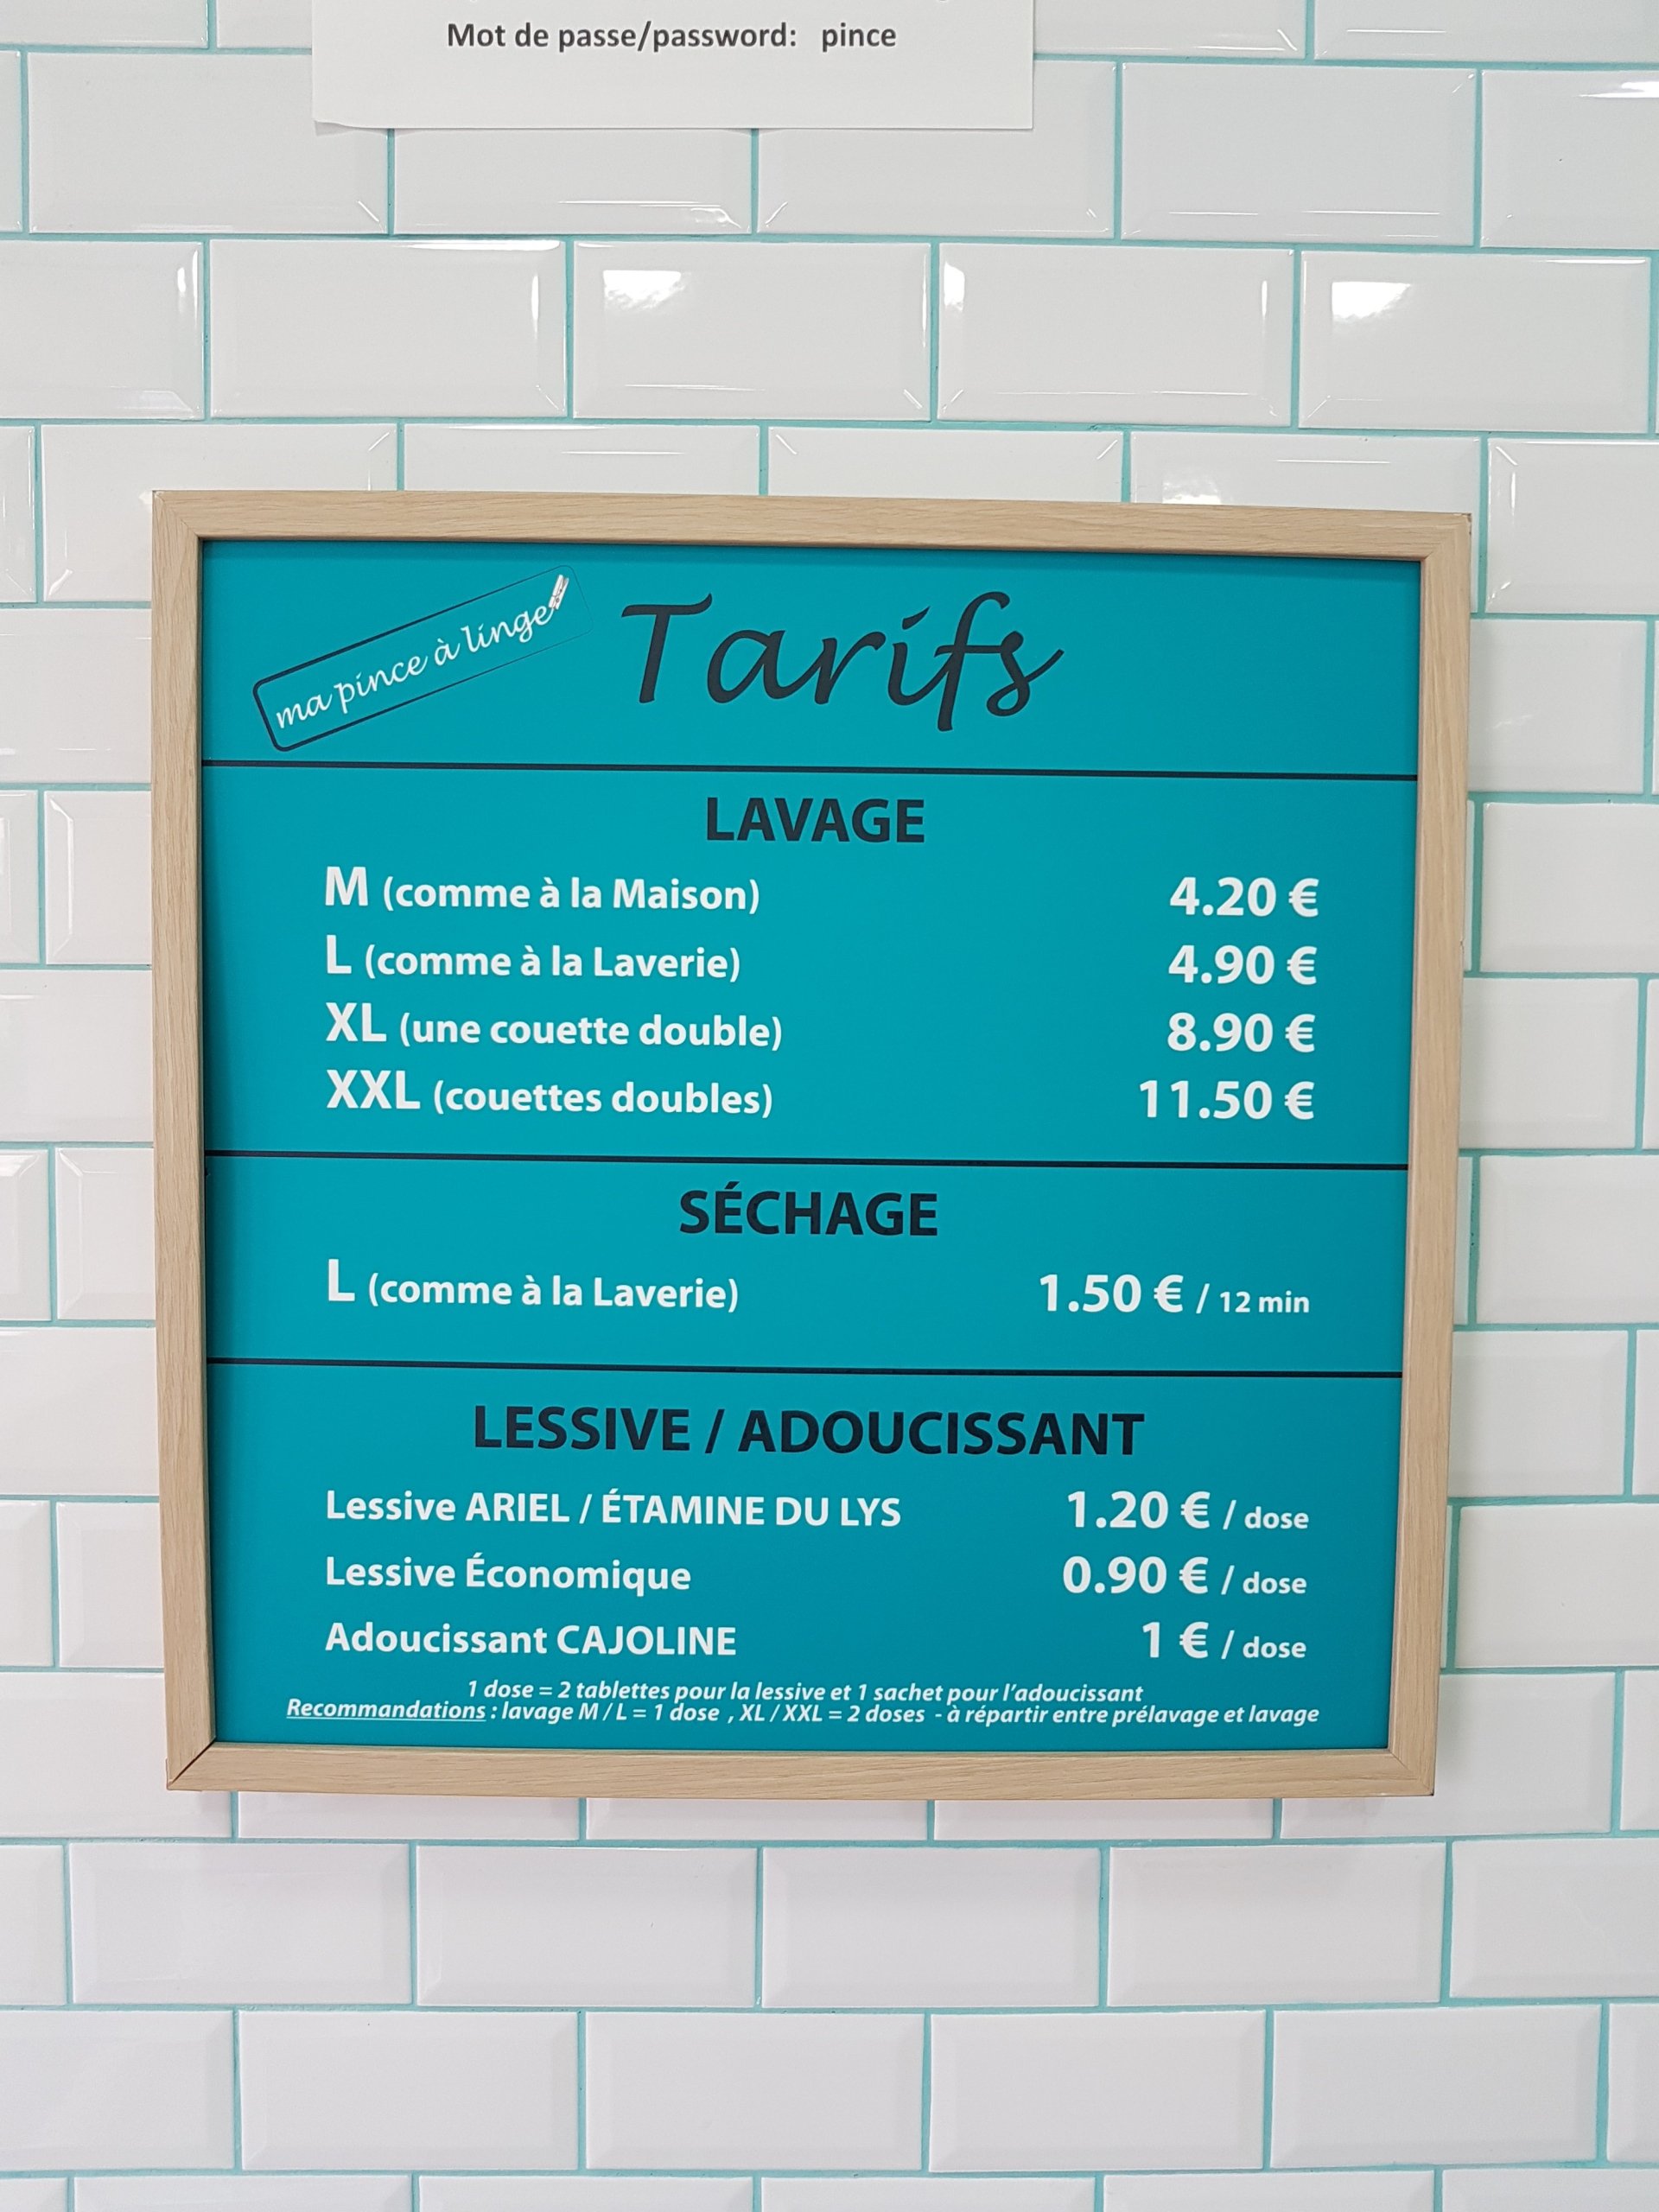 Mot de passe/password: pince
ma pince à linge
Tarifs
LAVAGE
M (comme à la Maison) 4.20 €
L (comme à la Laverie) 4.90 €
XL (une couette double) 8.90 €
XXL (couettes doubles) 11.50 €
SÉCHAGE
L (comme à la Laverie) 1.50 € / 12 min
LESSIVE / ADOUCISSANT
Lessive ARIEL / ÉTAMINE DU LYS 1.20 € / dose
Lessive Économique 0.90 € / dose
Adoucissant CAJOLINE 1 € / dose
1 dose = 2 tablettes pour la lessive et 1 sachet pour l'adoucissant
Recommandations : lavage M / L = 1 dose , XL / XXL = 2 doses - à répartir entre prélavage et lavage